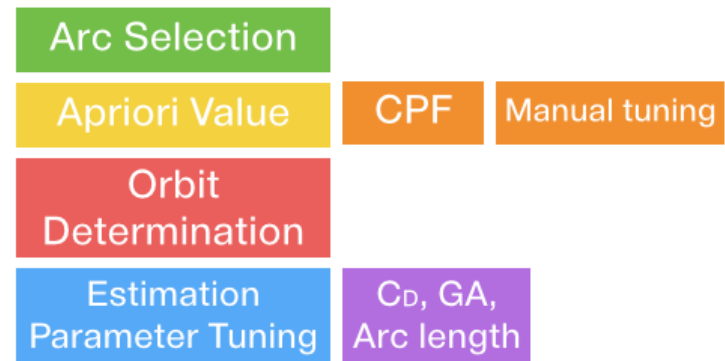 Arc Selection
Apriori Value
CPF
Manual tuning
Orbit
Determination
Estimation
Parameter Tuning
CD, GA,
Arc length